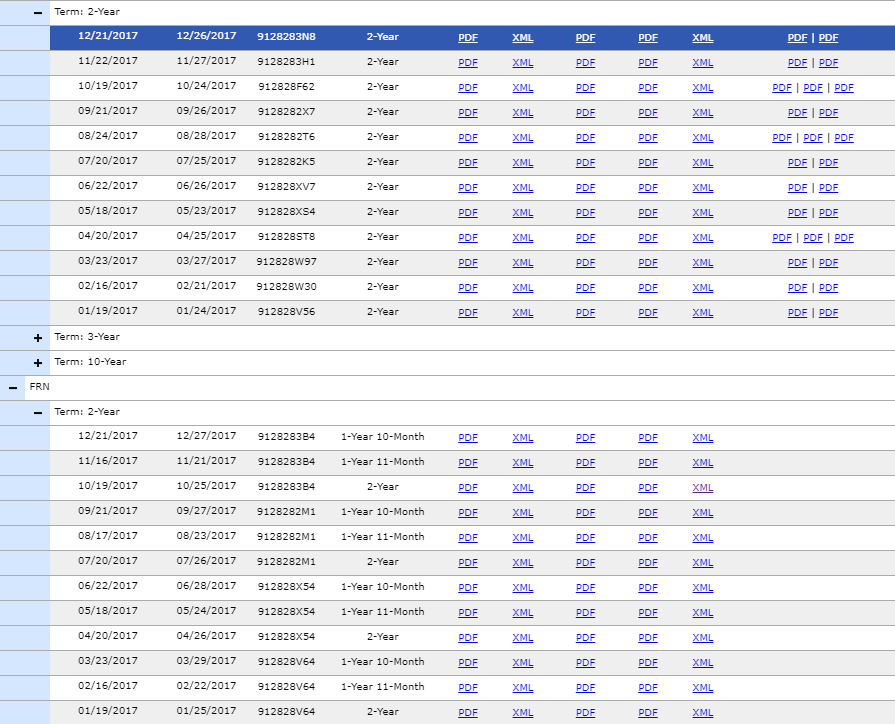 Term: 2-Year
12/21/2017 12/26/2017 9128283N8 2-Year PDF XML PDF PDF XML PDF | PDF
11/22/2017 11/27/2017 9128283H1 2-Year PDF XML PDF PDF XML PDF | PDF
10/19/2017 10/24/2017 912828F62 2-Year PDF XML PDF PDF XML PDF | PDF | PDF
09/21/2017 09/26/2017 9128282X7 2-Year PDF XML PDF PDF XML PDF | PDF
08/24/2017 08/28/2017 9128282T6 2-Year PDF XML PDF PDF XML PDF | PDF | PDF
07/20/2017 07/25/2017 9128282K5 2-Year PDF XML PDF PDF XML PDF | PDF
06/22/2017 06/26/2017 912828XV7 2-Year PDF XML PDF PDF XML PDF | PDF
05/18/2017 05/23/2017 912828XS4 2-Year PDF XML PDF PDF XML PDF | PDF
04/20/2017 04/25/2017 912828ST8 2-Year PDF XML PDF PDF XML PDF | PDF | PDF
03/23/2017 03/27/2017 912828W97 2-Year PDF XML PDF PDF XML PDF | PDF
02/16/2017 02/21/2017 912828W30 2-Year PDF XML PDF PDF XML PDF | PDF
01/19/2017 01/24/2017 912828V56 2-Year PDF XML PDF PDF XML PDF | PDF
Term: 3-Year
Term: 10-Year
FRN
Term: 2-Year
12/21/2017 12/27/2017 9128283B4 1-Year 10-Month PDF XML PDF PDF XML
11/16/2017 11/21/2017 9128283B4 1-Year 11-Month PDF XML PDF PDF XML
10/19/2017 10/25/2017 9128283B4 2-Year PDF XML PDF PDF XML
09/21/2017 09/27/2017 9128282M1 1-Year 10-Month PDF XML PDF PDF XML
08/17/2017 08/23/2017 9128282M1 1-Year 11-Month PDF XML PDF PDF XML
07/20/2017 07/26/2017 9128282M1 2-Year PDF XML PDF PDF XML
06/22/2017 06/28/2017 912828X54 1-Year 10-Month PDF XML PDF PDF XML
05/18/2017 05/24/2017 912828X54 1-Year 11-Month PDF XML PDF PDF XML
04/20/2017 04/26/2017 912828X54 2-Year PDF XML PDF PDF XML
03/23/2017 03/29/2017 912828V64 1-Year 10-Month PDF XML PDF PDF XML
02/16/2017 02/22/2017 912828V64 1-Year 11-Month PDF XML PDF PDF XML
01/19/2017 01/25/2017 912828V64 2-Year PDF XML PDF PDF XML